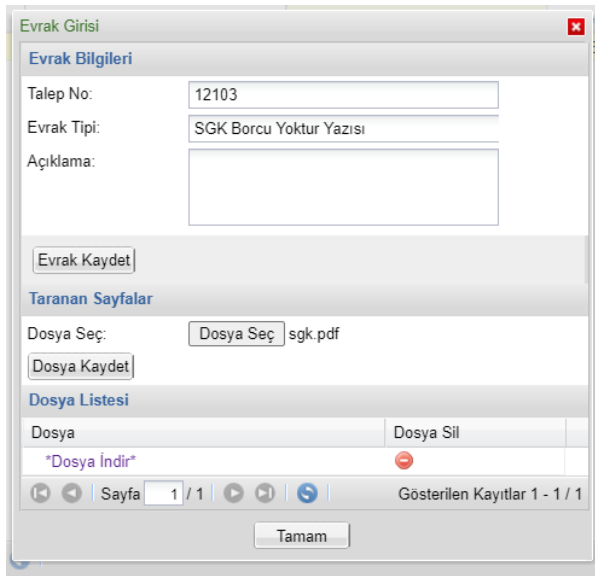 Evrak Girisi
Evrak Bilgileri
Talep No: 12103
Evrak Tipi: SGK Borcu Yoktur Yazısı
Açıklama:
Evrak Kaydet
Taranan Sayfalar
Dosya Seç: Dosya Seç sgk.pdf
Dosya Kaydet
Dosya Listesi
Dosya Dosya Sil
*Dosya İndir*
Sayfa 1 / 1 Gösterilen Kayıtlar 1 - 1 / 1
Tamam